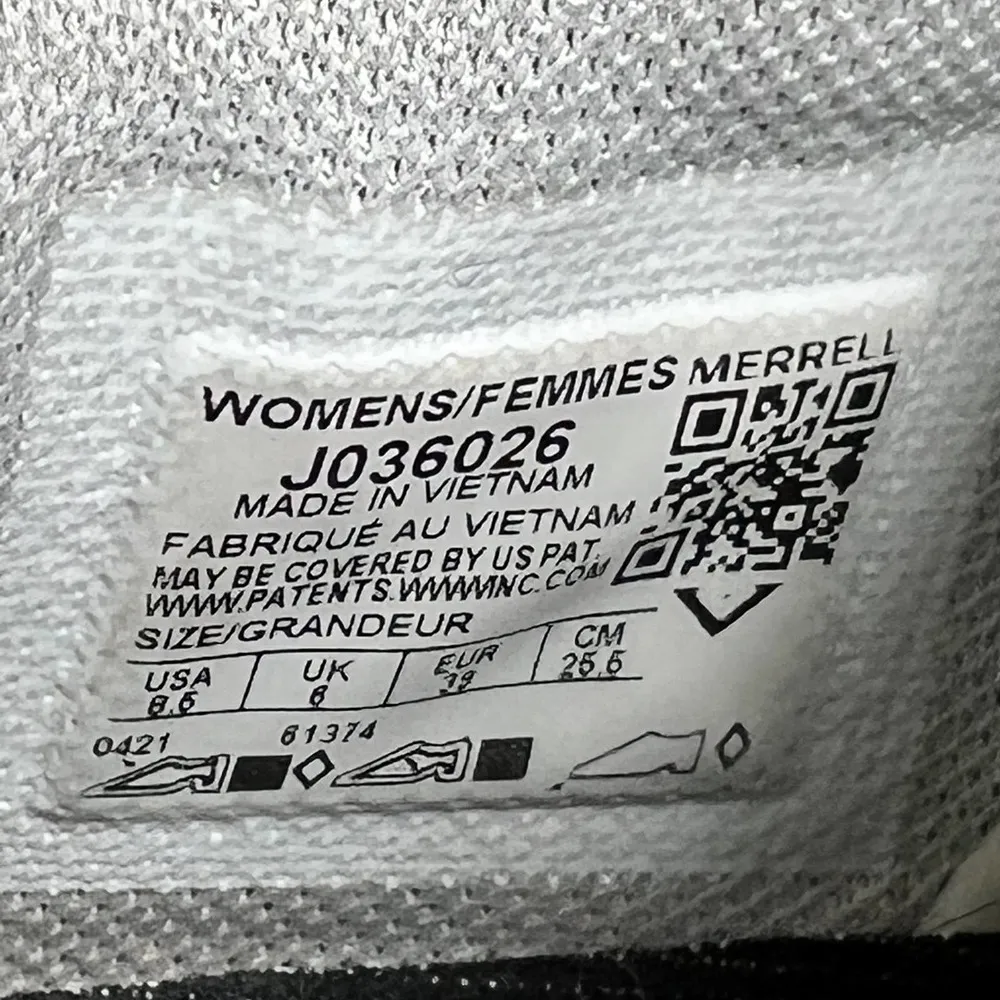 WOMENS/FEMMES MERRELL
J036026
MADE IN VIETNAM
FABRIQUÉ AU VIETNAM
MAY BE COVERED BY US PAT.
WWW.PATENTS.WWWINC.COM
SIZE/GRANDEUR
USA UK EUR CM
8.5 6 39 25.5
0421 61374